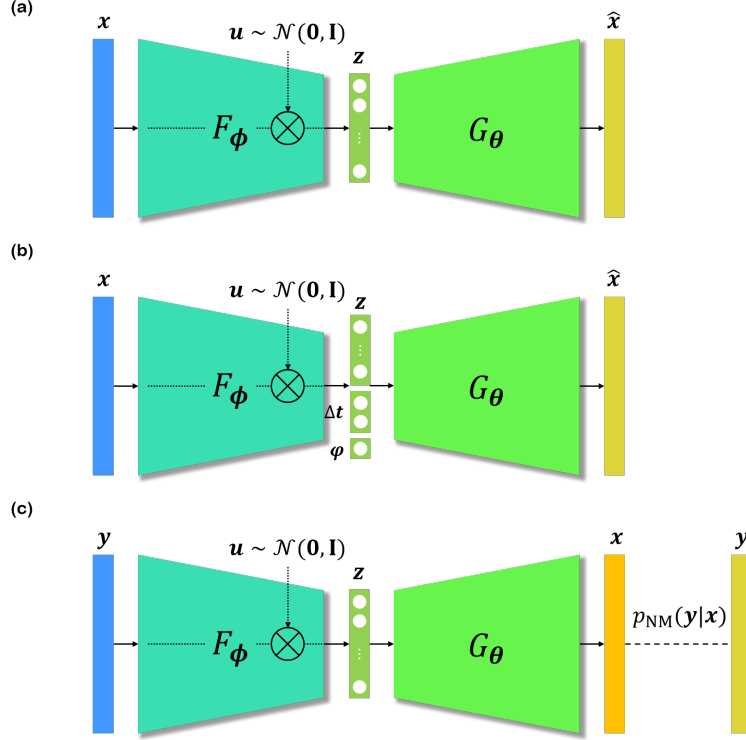 (a)
x
u ~ 𝒩(0, I)
z
x̂
F_ϕ
G_θ
...
(b)
x
u ~ 𝒩(0, I)
z
x̂
...
F_ϕ
G_θ
Δt
φ
(c)
y
u ~ 𝒩(0, I)
z
x
y
p_NM(y|x)
F_ϕ
G_θ
...